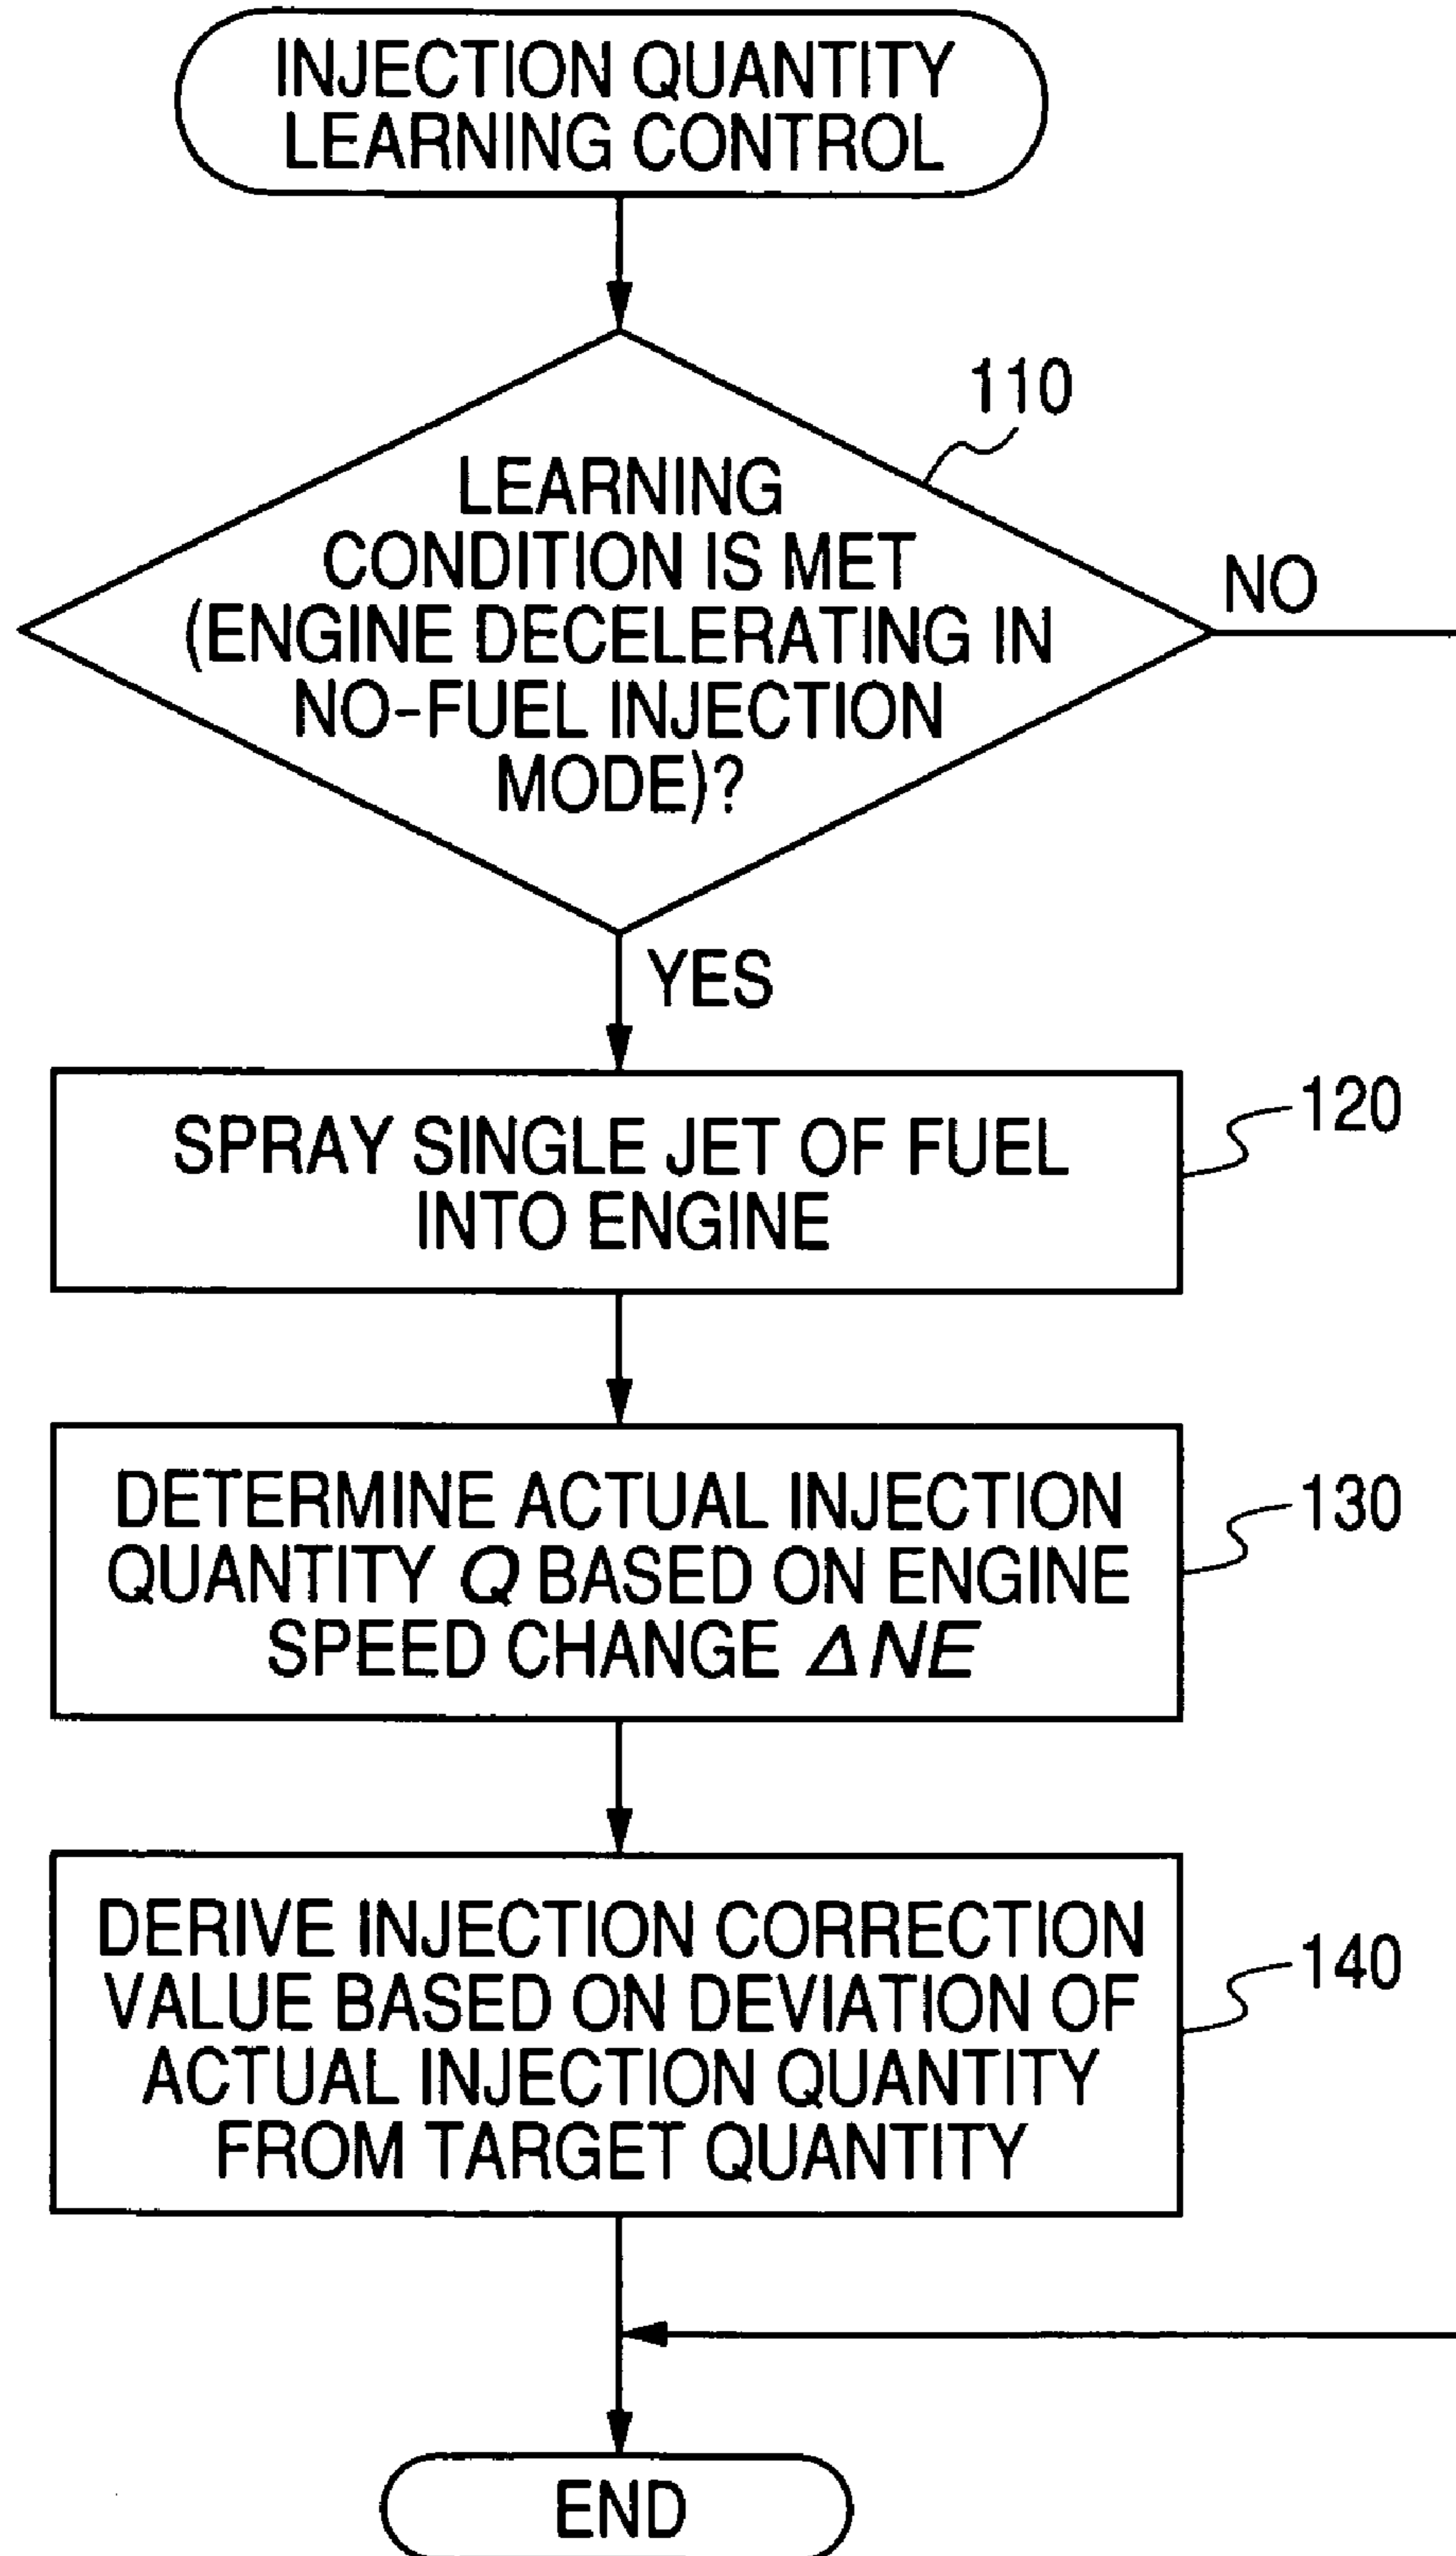 INJECTION QUANTITY
LEARNING CONTROL
110
LEARNING
CONDITION IS MET
(ENGINE DECELERATING IN
NO-FUEL INJECTION
MODE)?
NO
YES
SPRAY SINGLE JET OF FUEL
INTO ENGINE
120
DETERMINE ACTUAL INJECTION
QUANTITY Q BASED ON ENGINE
SPEED CHANGE ΔNE
130
DERIVE INJECTION CORRECTION
VALUE BASED ON DEVIATION OF
ACTUAL INJECTION QUANTITY
FROM TARGET QUANTITY
140
END